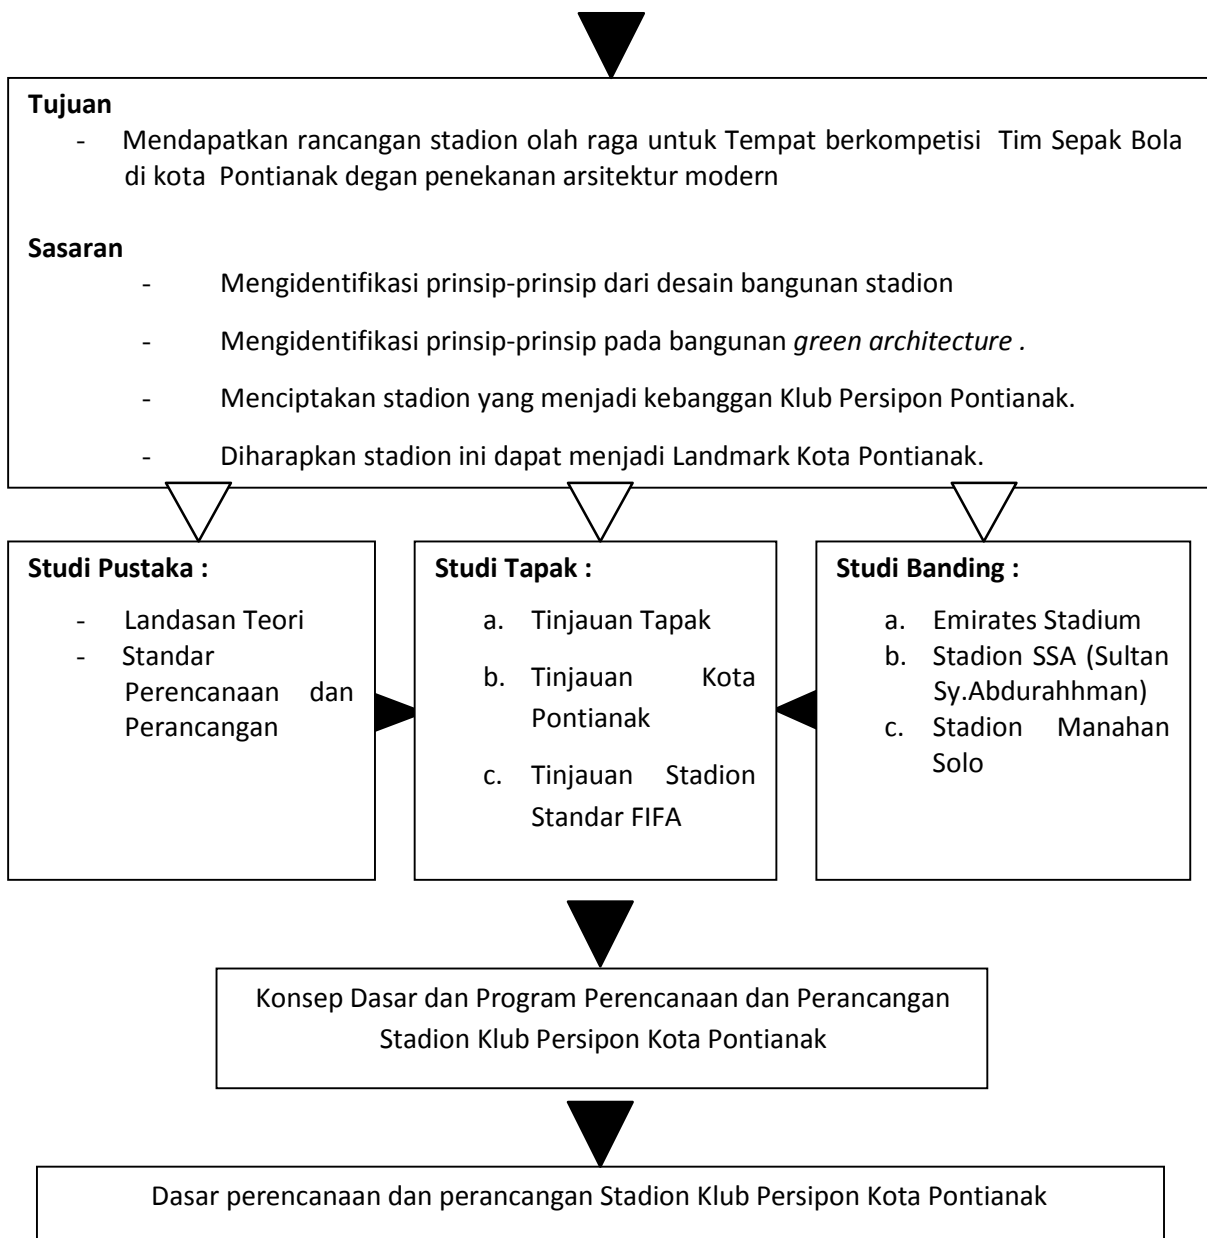 Tujuan
- Mendapatkan rancangan stadion olah raga untuk Tempat berkompetisi Tim Sepak Bola
di kota Pontianak degan penekanan arsitektur modern
Sasaran
- Mengidentifikasi prinsip-prinsip dari desain bangunan stadion
- Mengidentifikasi prinsip-prinsip pada bangunan green architecture .
- Menciptakan stadion yang menjadi kebanggan Klub Persipon Pontianak.
- Diharapkan stadion ini dapat menjadi Landmark Kota Pontianak.
Studi Pustaka :
- Landasan Teori
- Standar
Perencanaan dan
Perancangan
Studi Tapak :
a. Tinjauan Tapak
b. Tinjauan Kota
Pontianak
c. Tinjauan Stadion
Standar FIFA
Studi Banding :
a. Emirates Stadium
b. Stadion SSA (Sultan
Sy.Abdurahhman)
c. Stadion Manahan
Solo
Konsep Dasar dan Program Perencanaan dan Perancangan
Stadion Klub Persipon Kota Pontianak
Dasar perencanaan dan perancangan Stadion Klub Persipon Kota Pontianak